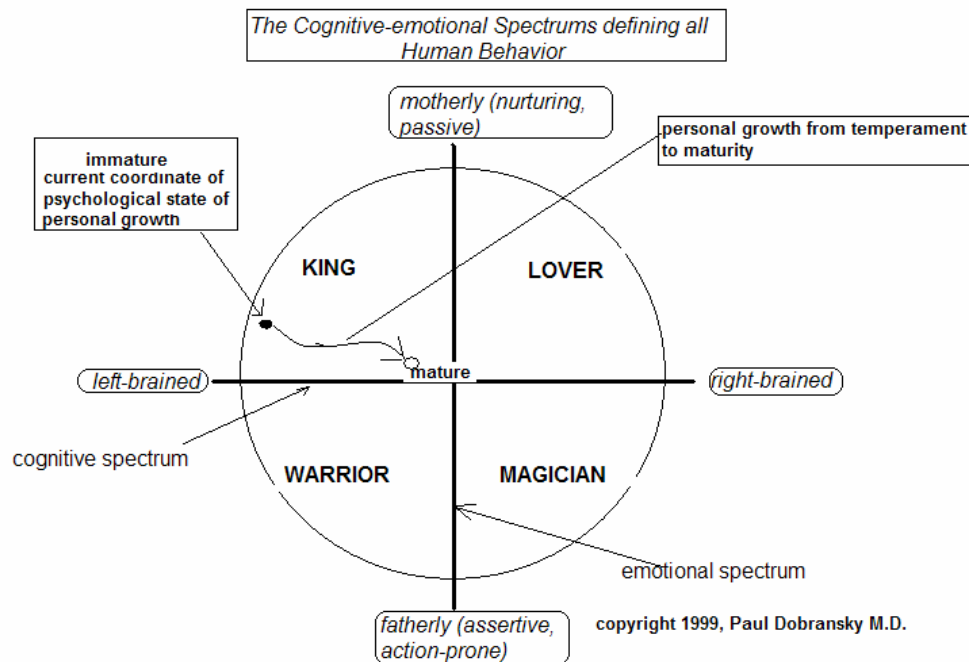 The Cognitive-emotional Spectrums defining all
Human Behavior
motherly (nurturing,
passive)
personal growth from temperament
to maturity
immature
current coordinate of
psychological state of
personal growth
KING
LOVER
mature
left-brained
right-brained
cognitive spectrum
WARRIOR
MAGICIAN
emotional spectrum
fatherly (assertive,
action-prone)
copyright 1999, Paul Dobransky M.D.